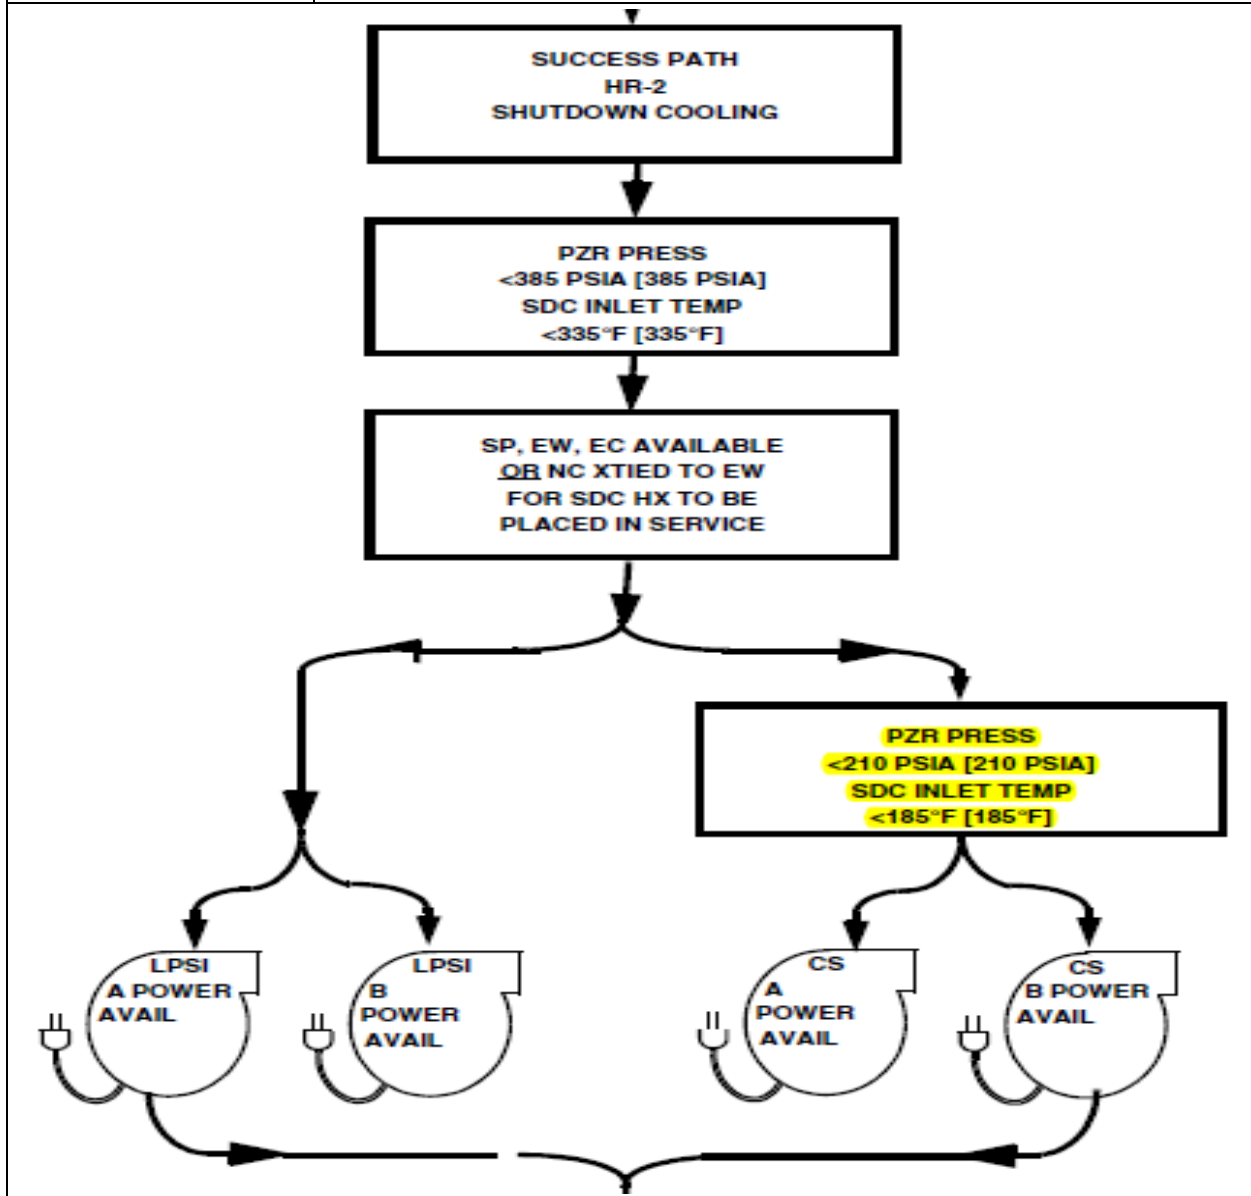 SUCCESS PATH
HR-2
SHUTDOWN COOLING
PZR PRESS
<385 PSIA [385 PSIA]
SDC INLET TEMP
<335°F [335°F]
SP, EW, EC AVAILABLE
OR NC XTIED TO EW
FOR SDC HX TO BE
PLACED IN SERVICE
PZR PRESS
<210 PSIA [210 PSIA]
SDC INLET TEMP
<185°F [185°F]
LPSI
A POWER
AVAIL
LPSI
B
POWER
AVAIL
CS
A
POWER
AVAIL
CS
B POWER
AVAIL